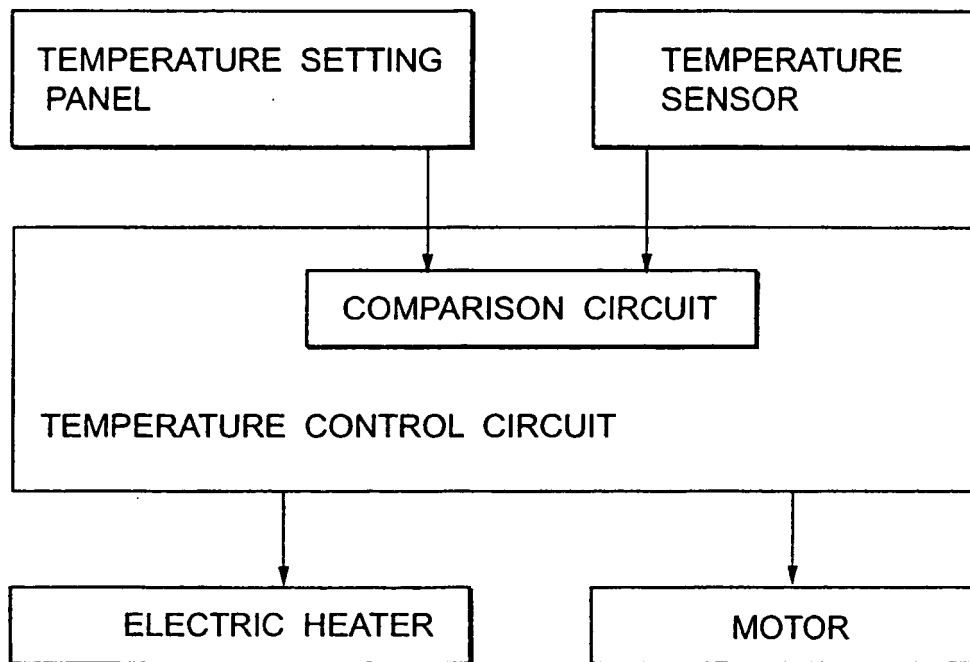 TEMPERATURE SETTING
PANEL
TEMPERATURE
SENSOR
COMPARISON CIRCUIT
TEMPERATURE CONTROL CIRCUIT
ELECTRIC HEATER
MOTOR